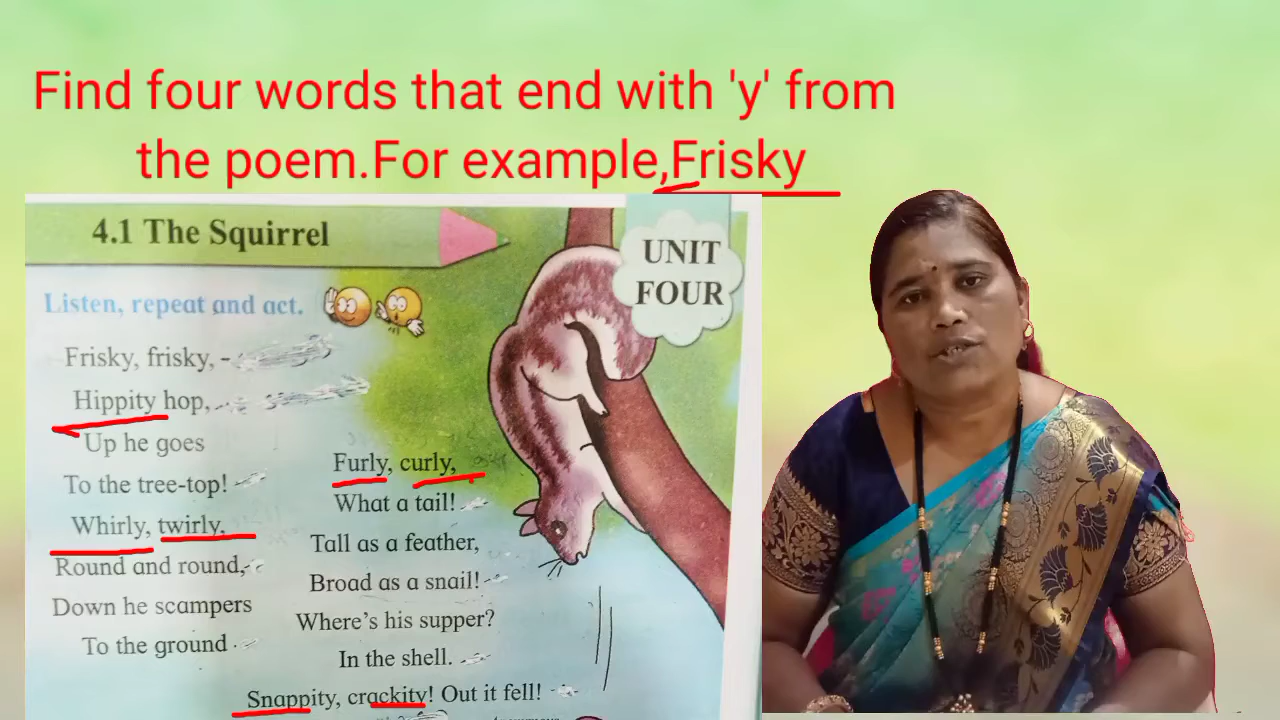 Find four words that end with 'y' from
the poem.For example,Frisky
4.1 The Squirrel
UNIT
FOUR
Listen, repeat and act.
Frisky, frisky,
Hippity hop,
Up he goes
To the tree-top!
Whirly, twirly,
Round and round,
Down he scampers
To the ground
Furly, curly,
What a tail!
Tall as a feather,
Broad as a snail!
Where's his supper?
In the shell.
Snappity, crackity! Out it fell!